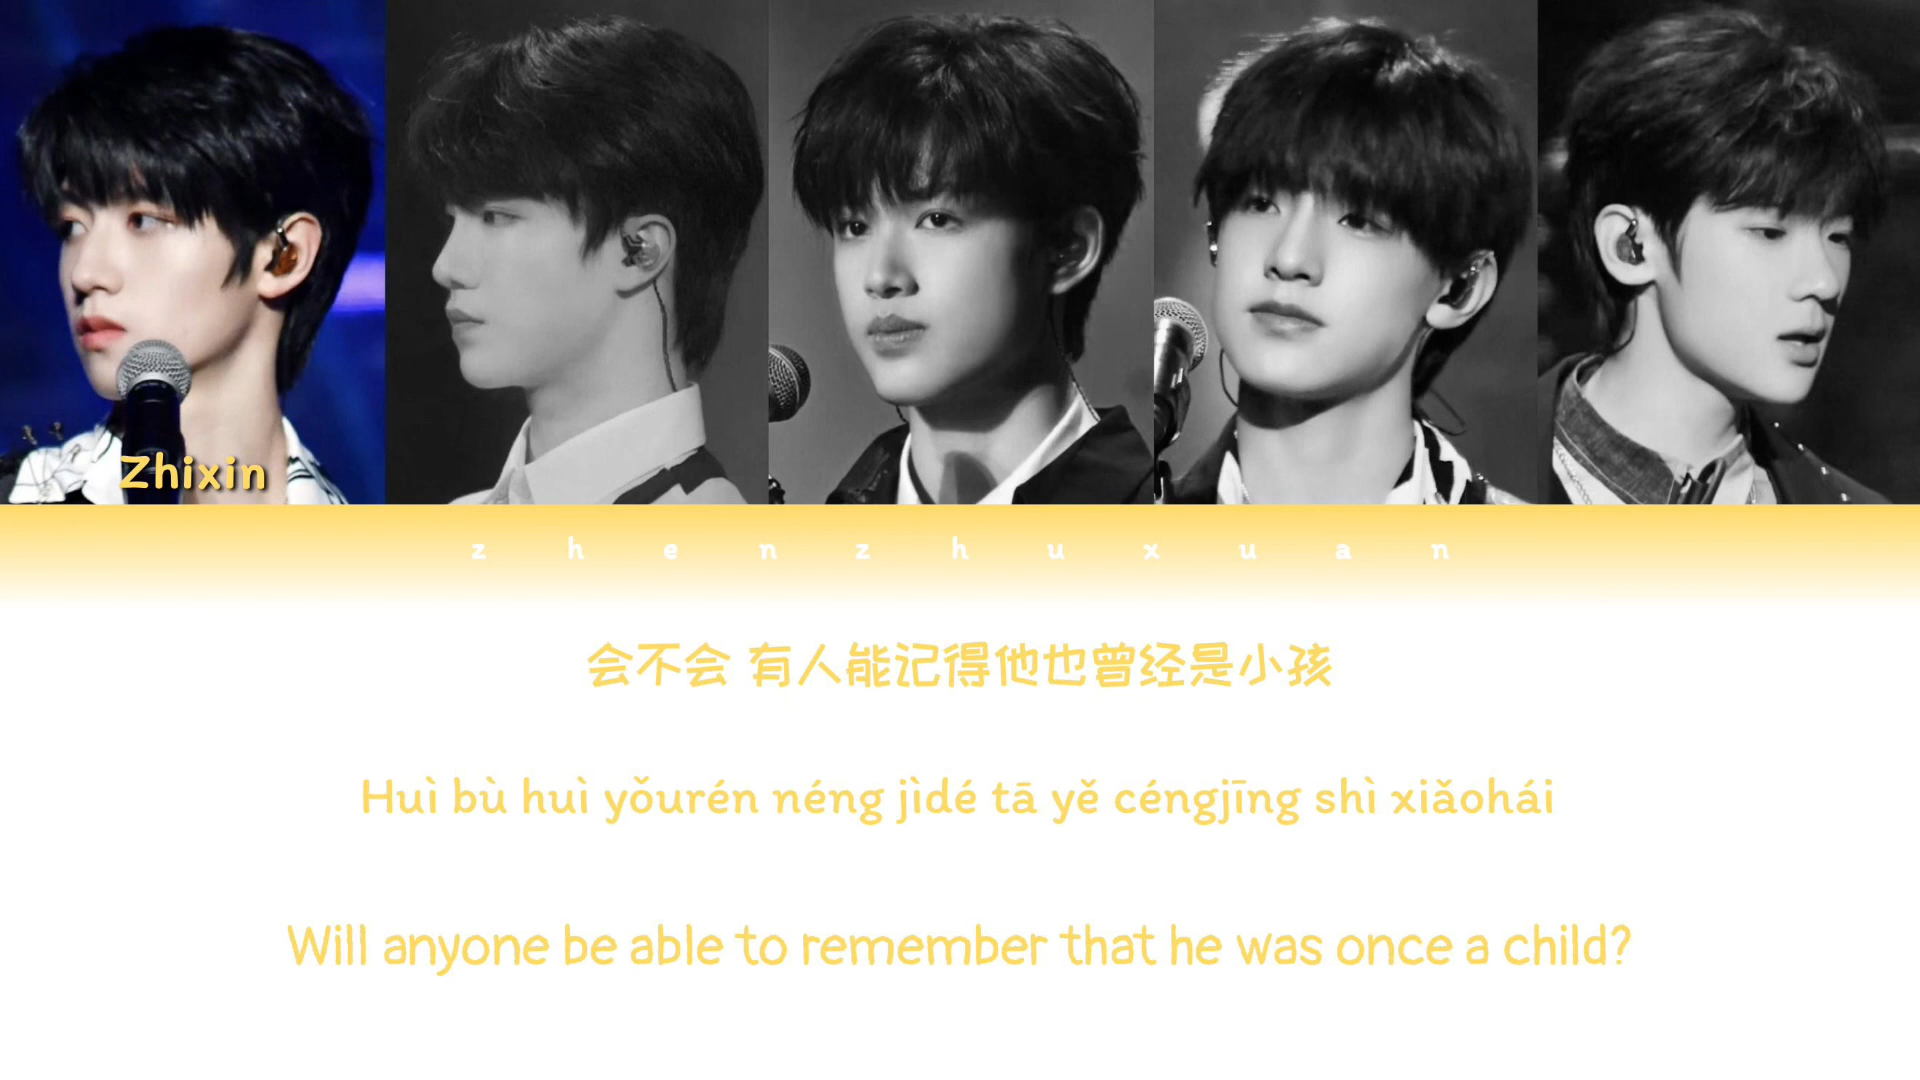 Zhixin
zhenzhuxuan
会不会 有人能记得他也曾经是小孩
Huì bù huì yǒurén néng jìdé tā yě céngjīng shì xiǎohái
Will anyone be able to remember that he was once a child?